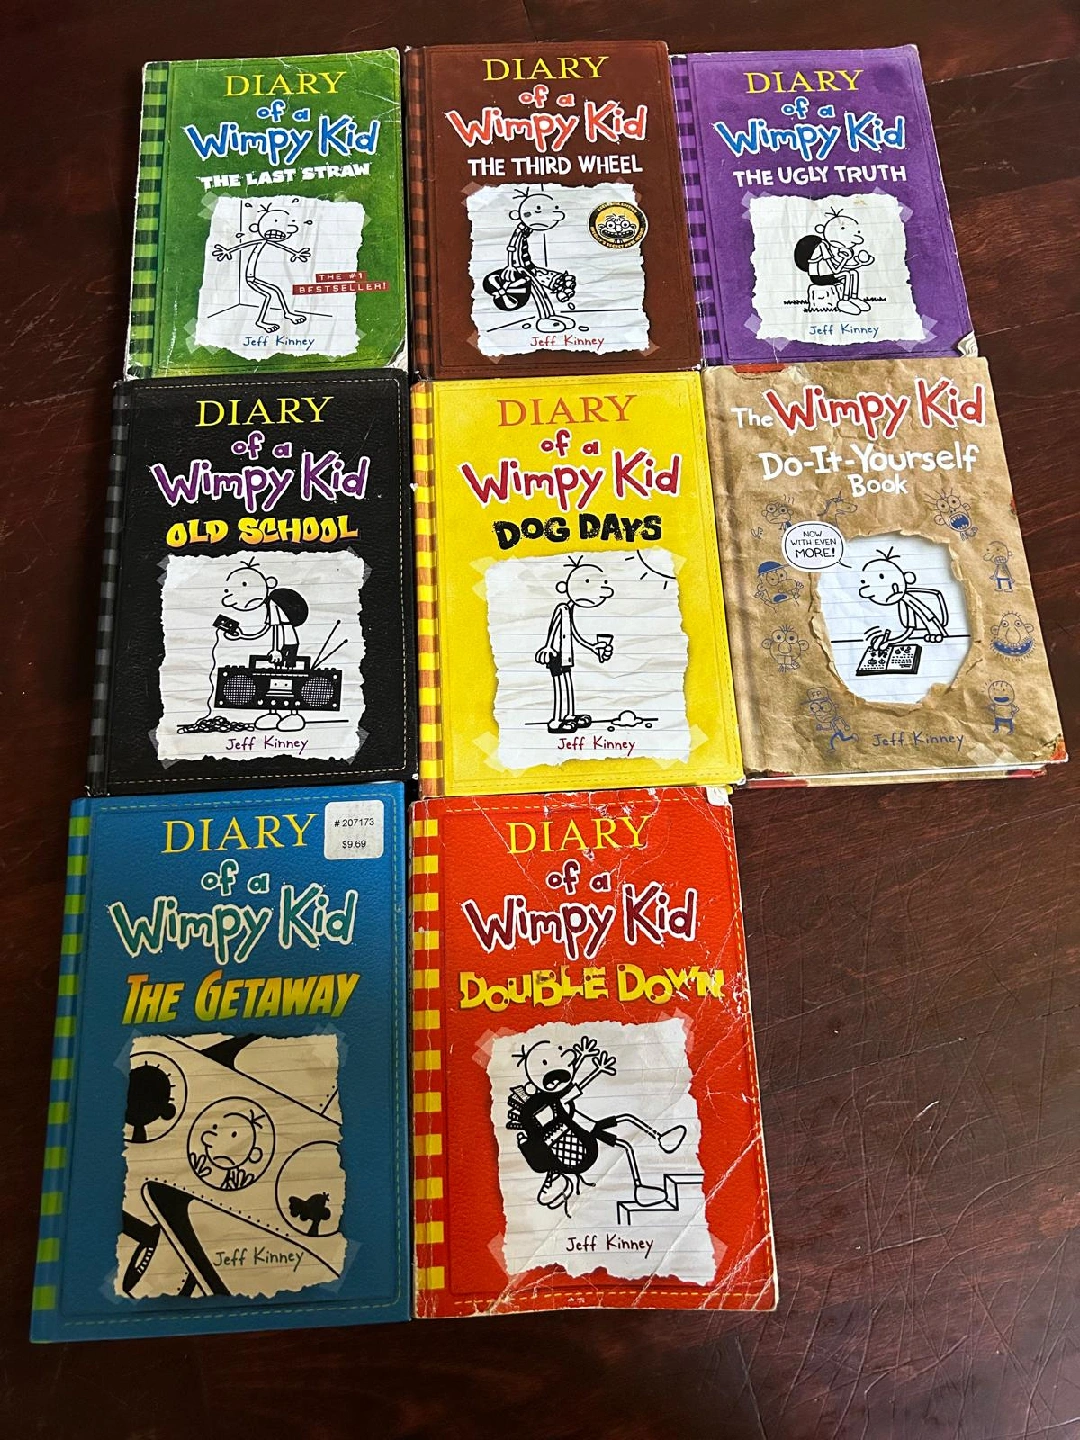 DIARY
of a
Wimpy Kid
THE LAST STRAW
THE #1
BESTSELLER!
Jeff Kinney
DIARY
of a
Wimpy Kid
THE THIRD WHEEL
Jeff Kinney
DIARY
of a
Wimpy Kid
THE UGLY TRUTH
Jeff Kinney
DIARY
of a
Wimpy Kid
OLD SCHOOL
Jeff Kinney
DIARY
of a
Wimpy Kid
DOG DAYS
Jeff Kinney
The Wimpy Kid
Do-It-Yourself
Book
NOW
WITH EVEN
MORE!
Jeff Kinney
DIARY
# 207173
$9.69
of a
Wimpy Kid
THE GETAWAY
Jeff Kinney
DIARY
of a
Wimpy Kid
DOUBLE DOWN
Jeff Kinney